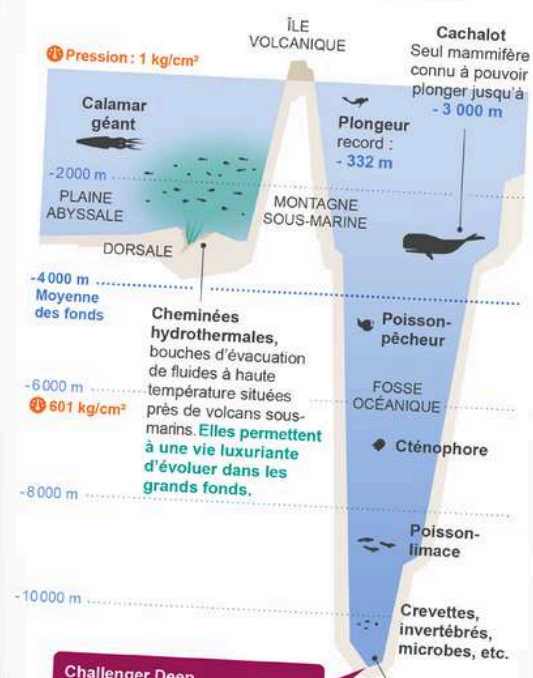 ÎLE
VOLCANIQUE
Cachalot
Seul mammifère
connu à pouvoir
plonger jusqu'à
- 3 000 m
Pression : 1 kg/cm²
Calamar
géant
Plongeur
record :
- 332 m
-2000 m
PLAINE
ABYSSALE
MONTAGNE
SOUS-MARINE
DORSALE
-4 000 m
Moyenne
des fonds
Cheminées
hydrothermales,
bouches d'évacuation
de fluides à haute
température situées
près de volcans sous-
marins. Elles permettent
à une vie luxuriante
d'évoluer dans les
grands fonds.
Poisson-
pêcheur
-6000 m
601 kg/cm²
FOSSE
OCÉANIQUE
Cténophore
-8000 m
Poisson-
limace
-10000 m
Crevettes,
invertébrés,
microbes, etc.
Challenger Deep